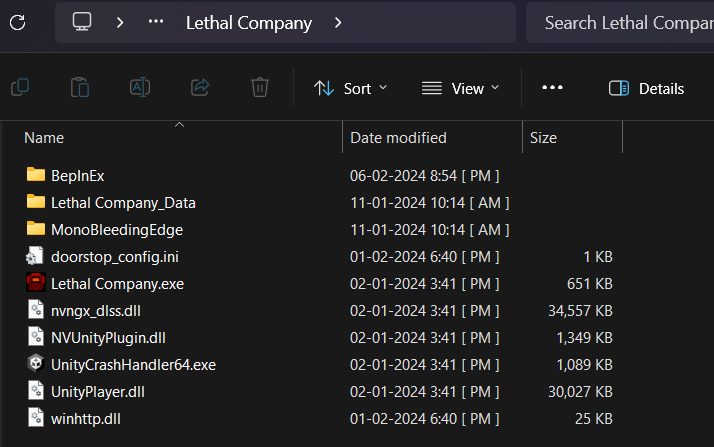 Lethal Company
Search Lethal Compar
Sort
View
Details
Name Date modified Size
BepInEx 06-02-2024 8:54 [ PM ]
Lethal Company_Data 11-01-2024 10:14 [ AM ]
MonoBleedingEdge 11-01-2024 10:14 [ AM ]
doorstop_config.ini 01-02-2024 6:40 [ PM ] 1 KB
Lethal Company.exe 02-01-2024 3:41 [ PM ] 651 KB
nvngx_dlss.dll 02-01-2024 3:41 [ PM ] 34,557 KB
NVUnityPlugin.dll 02-01-2024 3:41 [ PM ] 1,349 KB
UnityCrashHandler64.exe 02-01-2024 3:41 [ PM ] 1,089 KB
UnityPlayer.dll 02-01-2024 3:41 [ PM ] 30,027 KB
winhttp.dll 01-02-2024 6:40 [ PM ] 25 KB